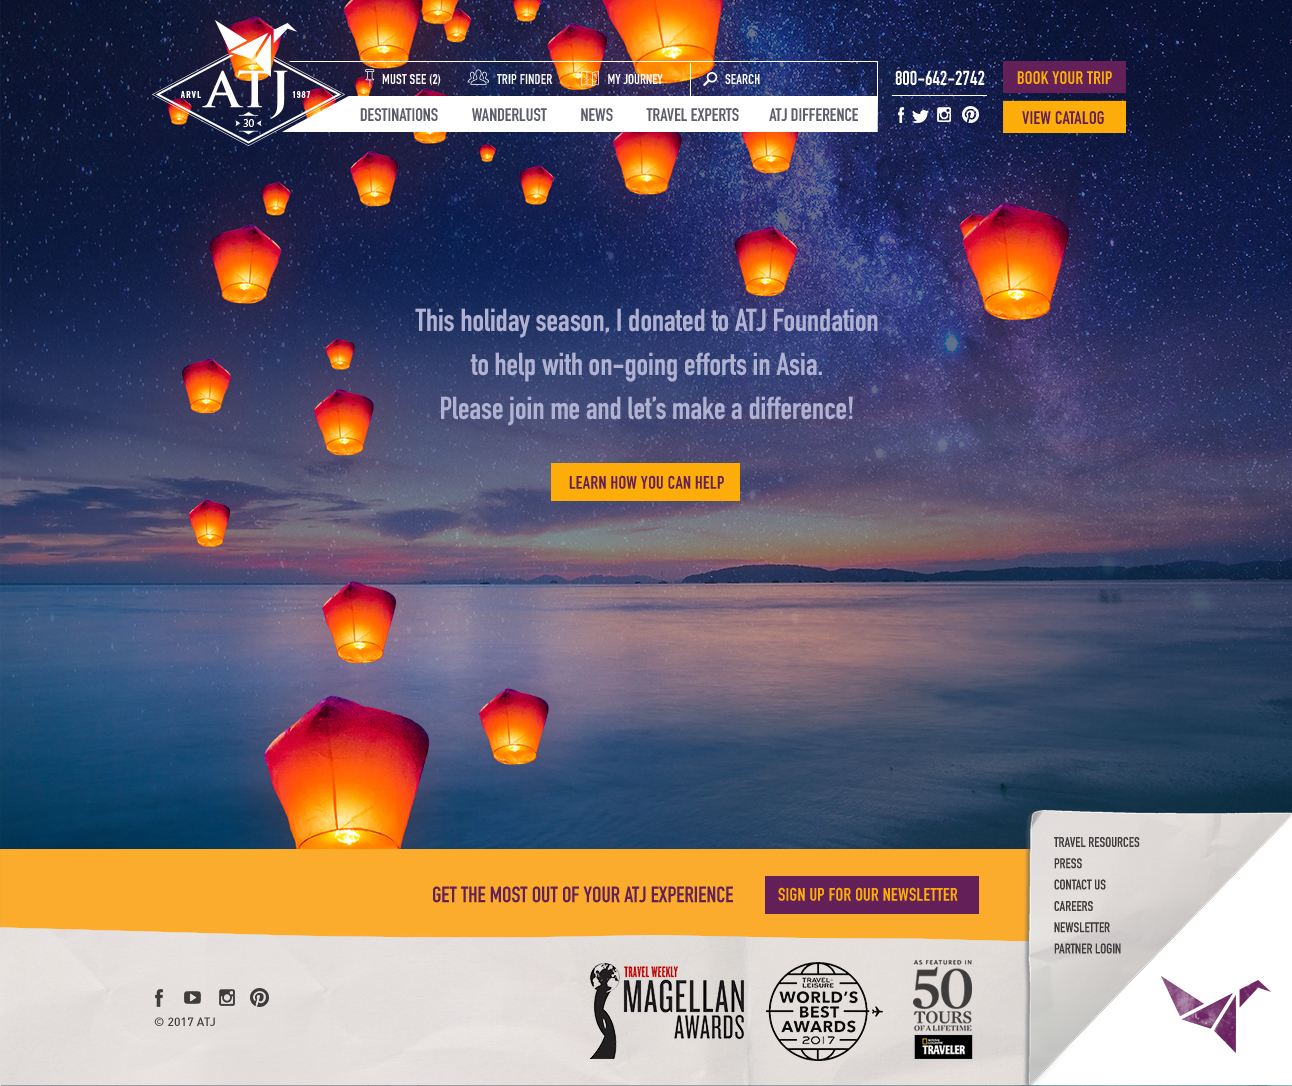 MUST SEE (2)
TRIP FINDER
MY JOURNEY
SEARCH
800-642-2742
BOOK YOUR TRIP
ARVL
ATJ
1987
30
DESTINATIONS
WANDERLUST
NEWS
TRAVEL EXPERTS
ATJ DIFFERENCE
VIEW CATALOG
This holiday season, I donated to ATJ Foundation
to help with on-going efforts in Asia.
Please join me and let's make a difference!
LEARN HOW YOU CAN HELP
TRAVEL RESOURCES
PRESS
CONTACT US
CAREERS
NEWSLETTER
PARTNER LOGIN
GET THE MOST OUT OF YOUR ATJ EXPERIENCE
SIGN UP FOR OUR NEWSLETTER
© 2017 ATJ
TRAVEL WEEKLY
MAGELLAN
AWARDS
TRAVEL+
LEISURE
WORLD'S
BEST
AWARDS
2017
AS FEATURED IN
50
TOURS
OF A LIFETIME
NATIONAL GEOGRAPHIC
TRAVELER